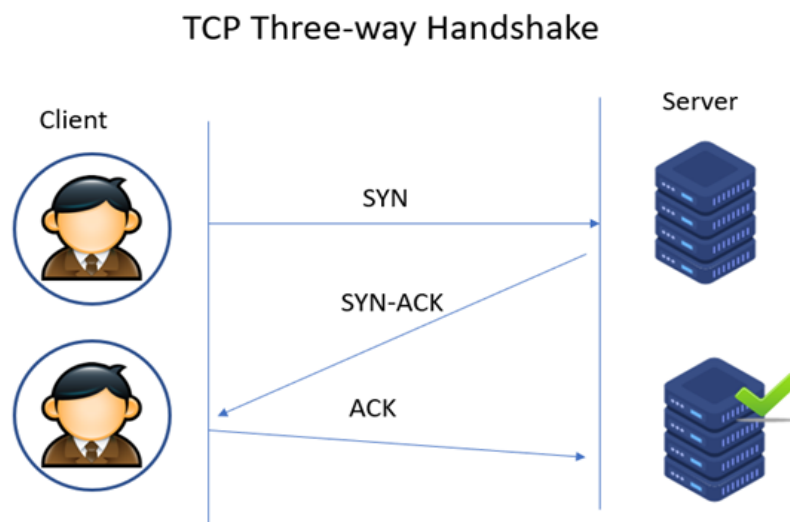 TCP Three-way Handshake
Client
Server
SYN
SYN-ACK
ACK